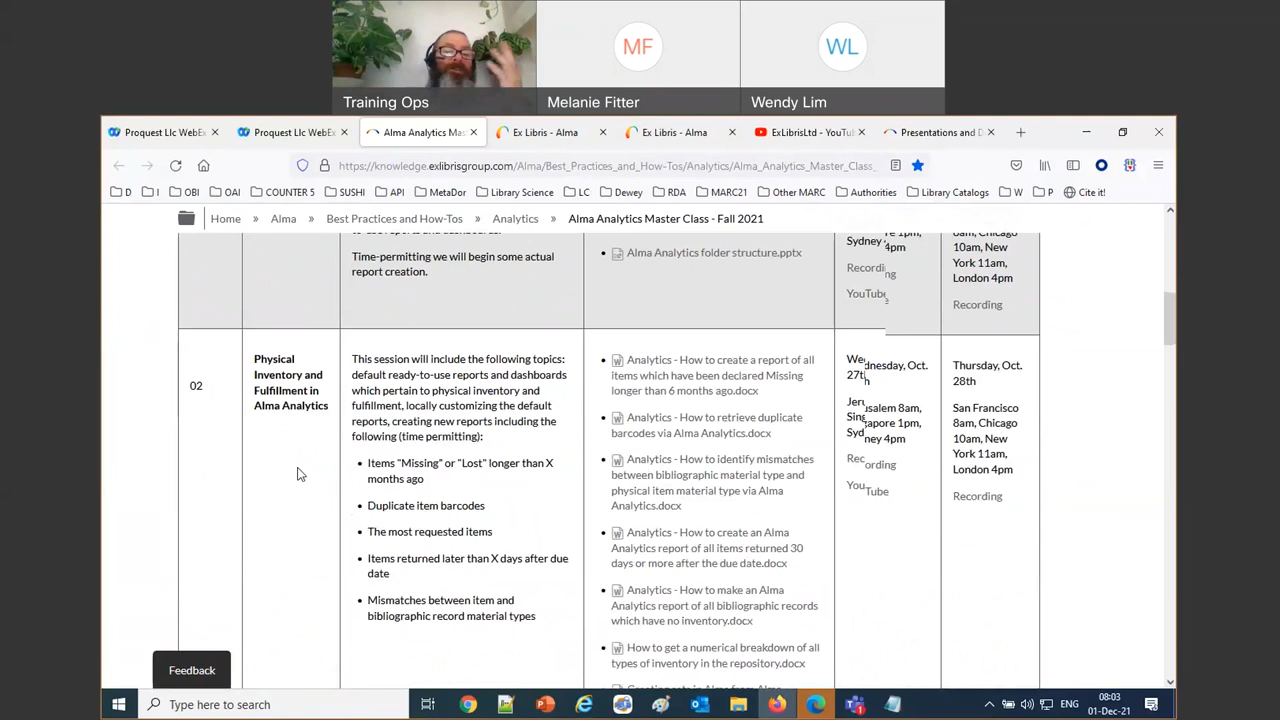 MF
WL
Training Ops
Melanie Fitter
Wendy Lim
Proquest Llc WebEx
Proquest Llc WebEx
Alma Analytics Mas
Ex Libris - Alma
Ex Libris - Alma
ExLibrisLtd - YouTu
Presentations and D
https://knowledge.exlibrisgroup.com/Alma/Best_Practices_and_How-Tos/Analytics/Alma_Analytics_Master_Class_
D I OBI OAI COUNTER 5 SUSHI API MetaDor Library Science LC Dewey RDA MARC21 Other MARC Authorities Library Catalogs W P Cite it!
Home » Alma » Best Practices and How-Tos » Analytics » Alma Analytics Master Class - Fall 2021
Time-permitting we will begin some actual
report creation.
Alma Analytics folder structure.pptx
Sydney
4pm
8am, Chicago
10am, New
York 11am,
London 4pm
Recording
02
Physical
Inventory and
Fulfillment in
Alma Analytics
This session will include the following topics:
default ready-to-use reports and dashboards
which pertain to physical inventory and
fulfillment, locally customizing the default
reports, creating new reports including the
following (time permitting):
• Items "Missing" or "Lost" longer than X
months ago
• Duplicate item barcodes
• The most requested items
• Items returned later than X days after due
date
• Mismatches between item and
bibliographic record material types
• Analytics - How to create a report of all
items which have been declared Missing
longer than 6 months ago.docx
• Analytics - How to retrieve duplicate
barcodes via Alma Analytics.docx
• Analytics - How to identify mismatches
between bibliographic material type and
physical item material type via Alma
Analytics.docx
• Analytics - How to create an Alma
Analytics report of all items returned 30
days or more after the due date.docx
• Analytics - How to make an Alma
Analytics report of all bibliographic records
which have no inventory.docx
• How to get a numerical breakdown of all
types of inventory in the repository.docx
Thursday, Oct.
28th
San Francisco
8am, Chicago
10am, New
York 11am,
London 4pm
Recording
Feedback
Type here to search
ENG
08:03
01-Dec-21